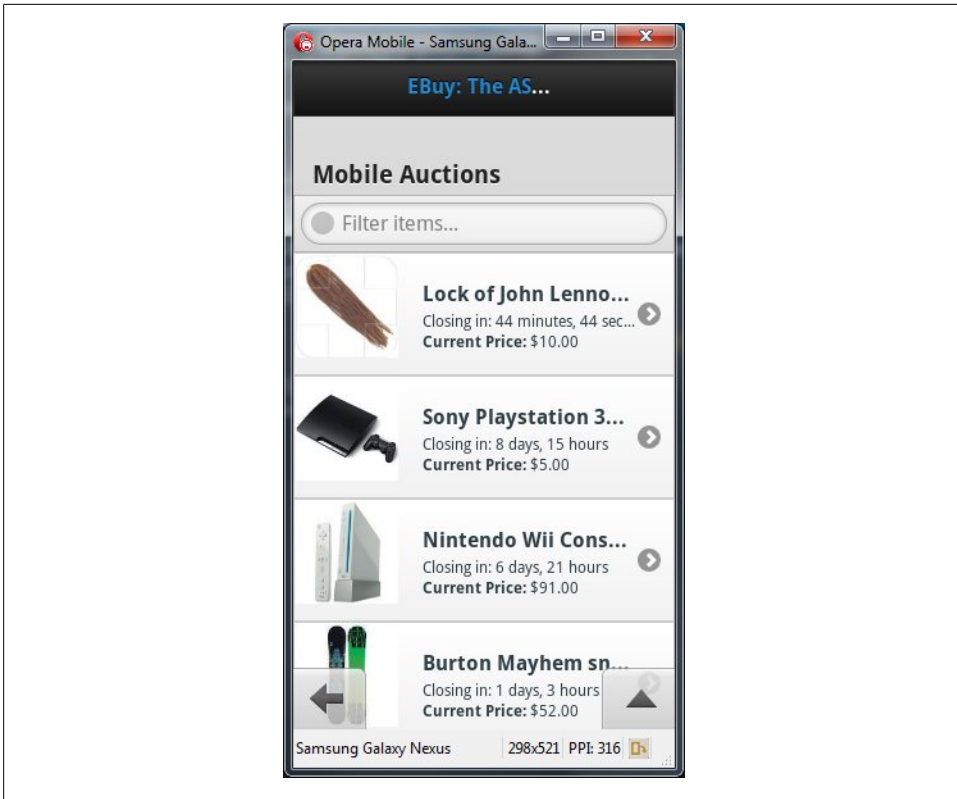 Opera Mobile - Samsung Gala...
EBuy: The AS...
Mobile Auctions
Filter items...
Lock of John Lenno...
Closing in: 44 minutes, 44 sec...
Current Price: $10.00
Sony Playstation 3...
Closing in: 8 days, 15 hours
Current Price: $5.00
Nintendo Wii Cons...
Closing in: 6 days, 21 hours
Current Price: $91.00
Burton Mayhem sn...
Closing in: 1 days, 3 hours
Current Price: $52.00
Samsung Galaxy Nexus 298x521 PPI: 316